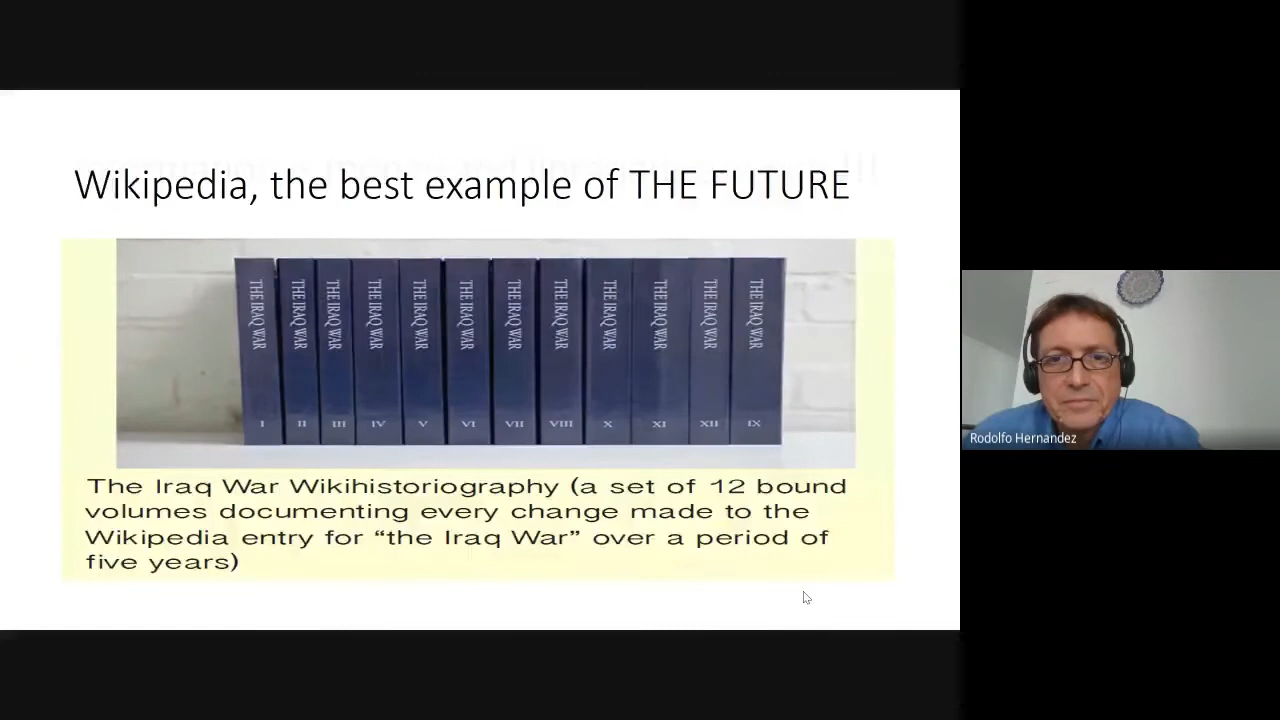 Wikipedia, the best example of THE FUTURE
THE IRAQ WAR
THE IRAQ WAR
THE IRAQ WAR
THE IRAQ WAR
THE IRAQ WAR
THE IRAQ WAR
THE IRAQ WAR
THE IRAQ WAR
THE IRAQ WAR
THE IRAQ WAR
THE IRAQ WAR
THE IRAQ WAR
I II III IV V VI VII VIII X XI XII IX
The Iraq War Wikihistoriography (a set of 12 bound
volumes documenting every change made to the
Wikipedia entry for “the Iraq War” over a period of
five years)
Rodolfo Hernandez